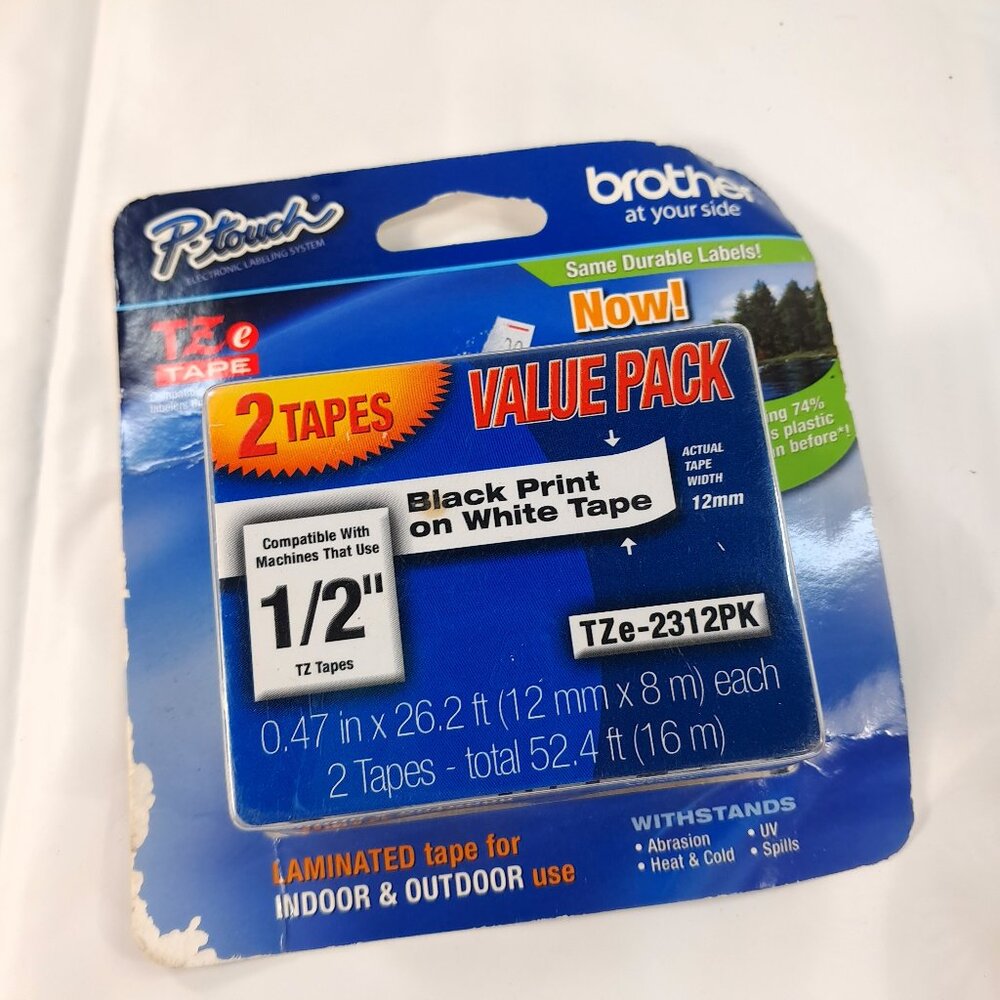 P-touch
ELECTRONIC LABELING SYSTEM
brother
at your side
Same Durable Labels!
Now!
TZe
TAPE
2 TAPES
VALUE PACK
74%
plastic
before*!
Black Print
on White Tape
ACTUAL
TAPE
WIDTH
12mm
Compatible With
Machines That Use
1/2"
TZ Tapes
TZe-2312PK
0.47 in x 26.2 ft (12 mm x 8 m) each
2 Tapes - total 52.4 ft (16 m)
LAMINATED tape for
INDOOR & OUTDOOR use
WITHSTANDS
• Abrasion
• UV
• Heat & Cold
• Spills